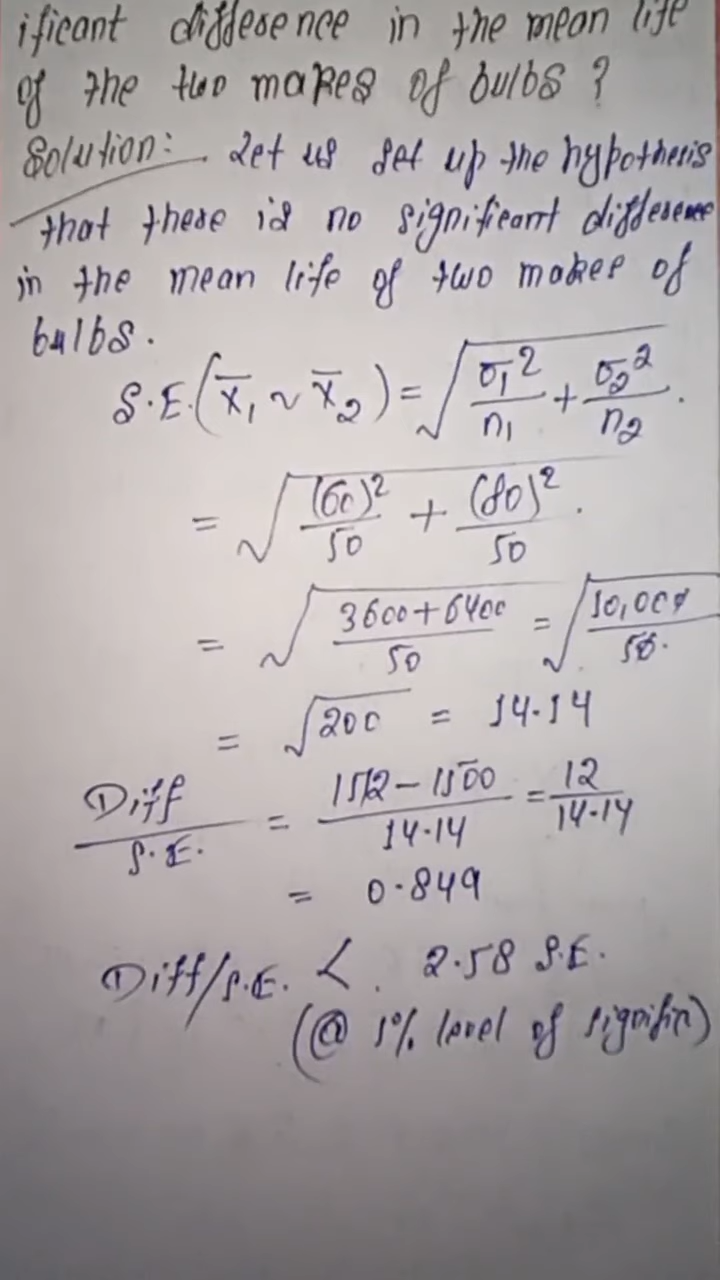 ificant difference in the mean life
of the two makes of bulbs ?
Solution:- Let us set up the hypothesis
that there is no significant difference
in the mean life of two makes of
bulbs.
S.E.(x̄₁ ~ x̄₂) = √(σ₁²/n₁ + σ₂²/n₂).
= √((60)²/50 + (80)²/50).
= √((3600+6400)/50) = √(10,000/50).
= √200 = 14.14
Diff/S.E. = (1512 – 1500)/14.14 = 12/14.14
= 0.849
Diff/S.E. < . 2.58 S.E.
(@ 1% level of signifin)